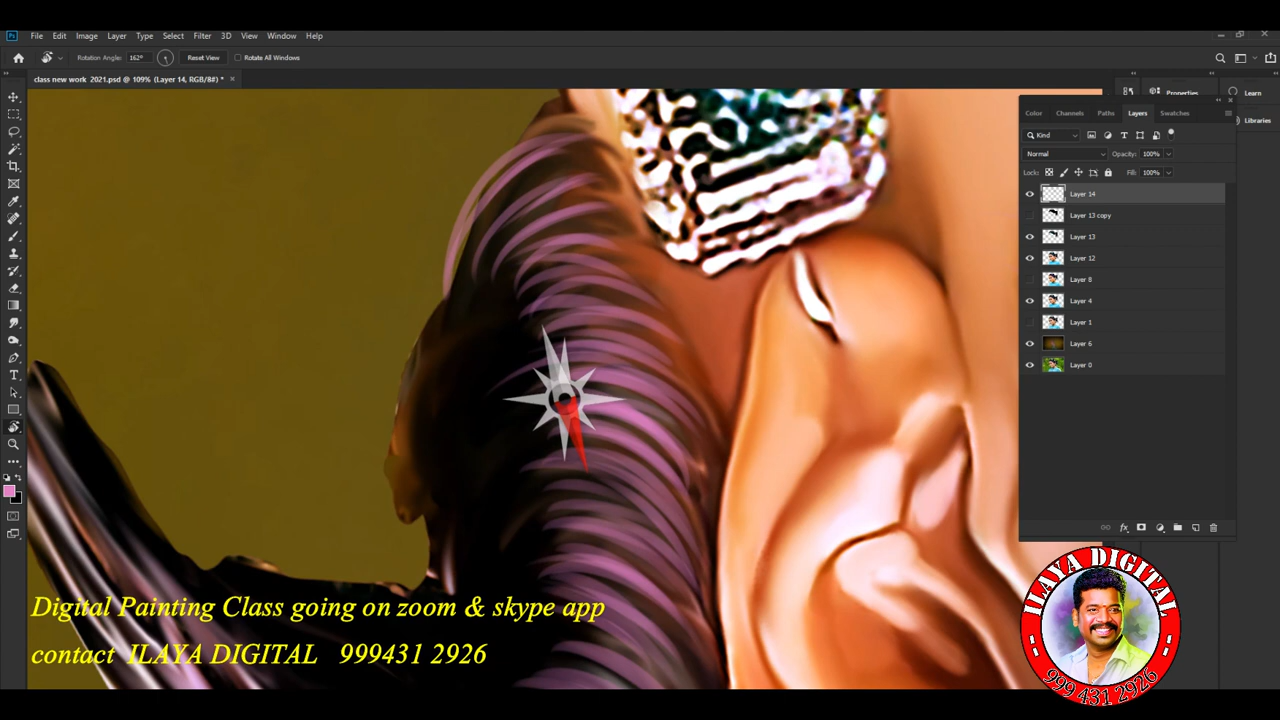 File Edit Image Layer Type Select Filter 3D View Window Help
Rotation Angle: 162° Reset View Rotate All Windows
class new work 2021.psd @ 109% (Layer 14, RGB/8#) *
Properties
Learn
Libraries
Color Channels Paths Layers Swatches
Kind
Normal Opacity: 100%
Lock: Fill: 100%
Layer 14
Layer 13 copy
Layer 13
Layer 12
Layer 8
Layer 4
Layer 1
Layer 6
Layer 0
Digital Painting Class going on zoom & skype app
contact ILAYA DIGITAL 999431 2926
ILAYA DIGITAL
999 431 2926